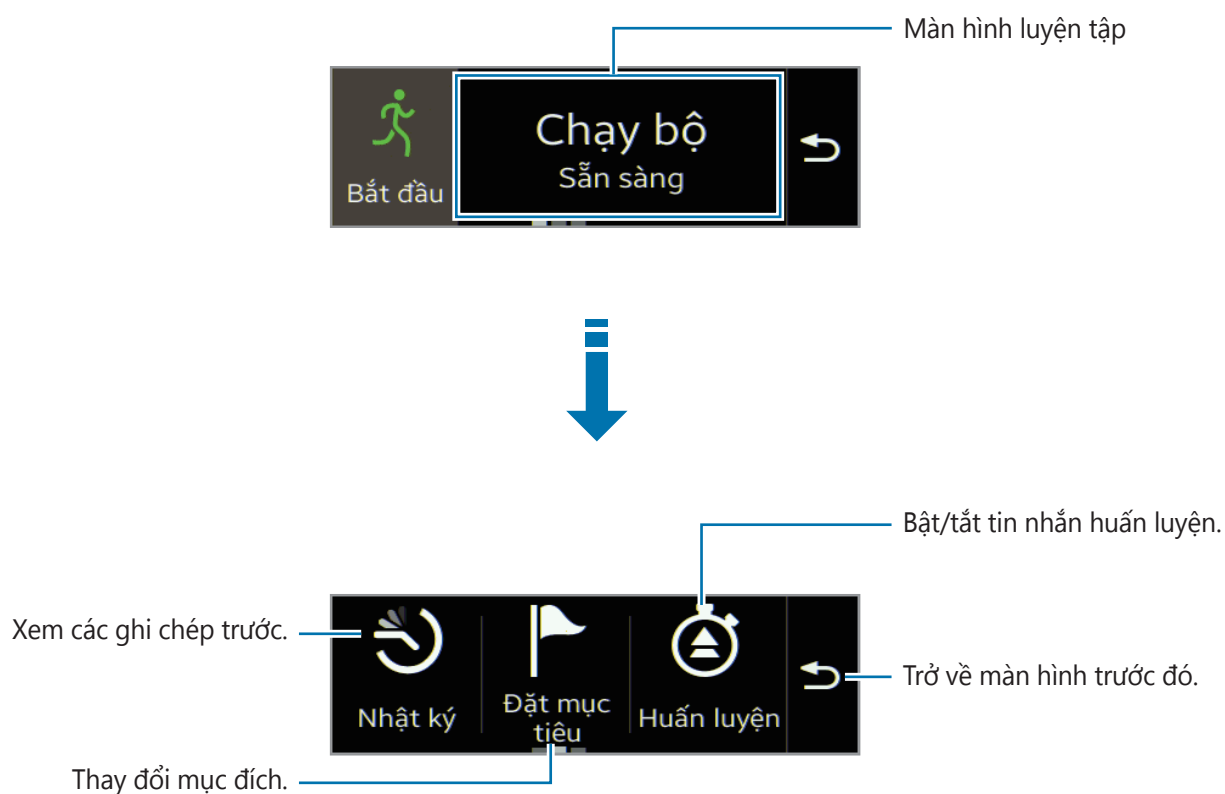 Màn hình luyện tập
Chạy bộ
Sẵn sàng
Bắt đầu
Bật/tắt tin nhắn huấn luyện.
Xem các ghi chép trước.
Trở về màn hình trước đó.
Nhật ký
Đặt mục
tiêu
Huấn luyện
Thay đổi mục đích.